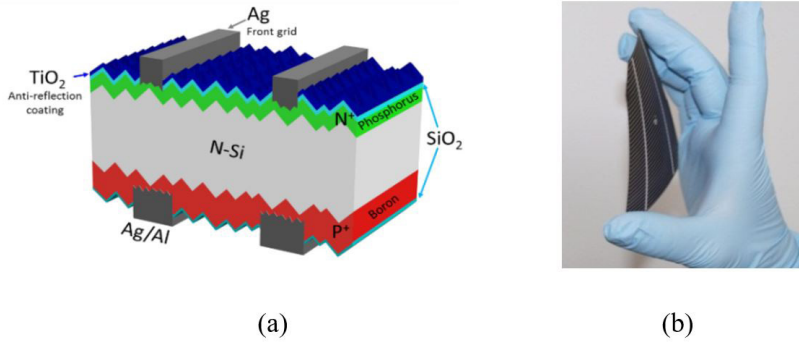 Ag
Front grid
TiO₂
Anti-reflection
coating
N⁺
Phosphorus
SiO₂
N-Si
Boron
P⁺
Ag/Al
(a)
(b)